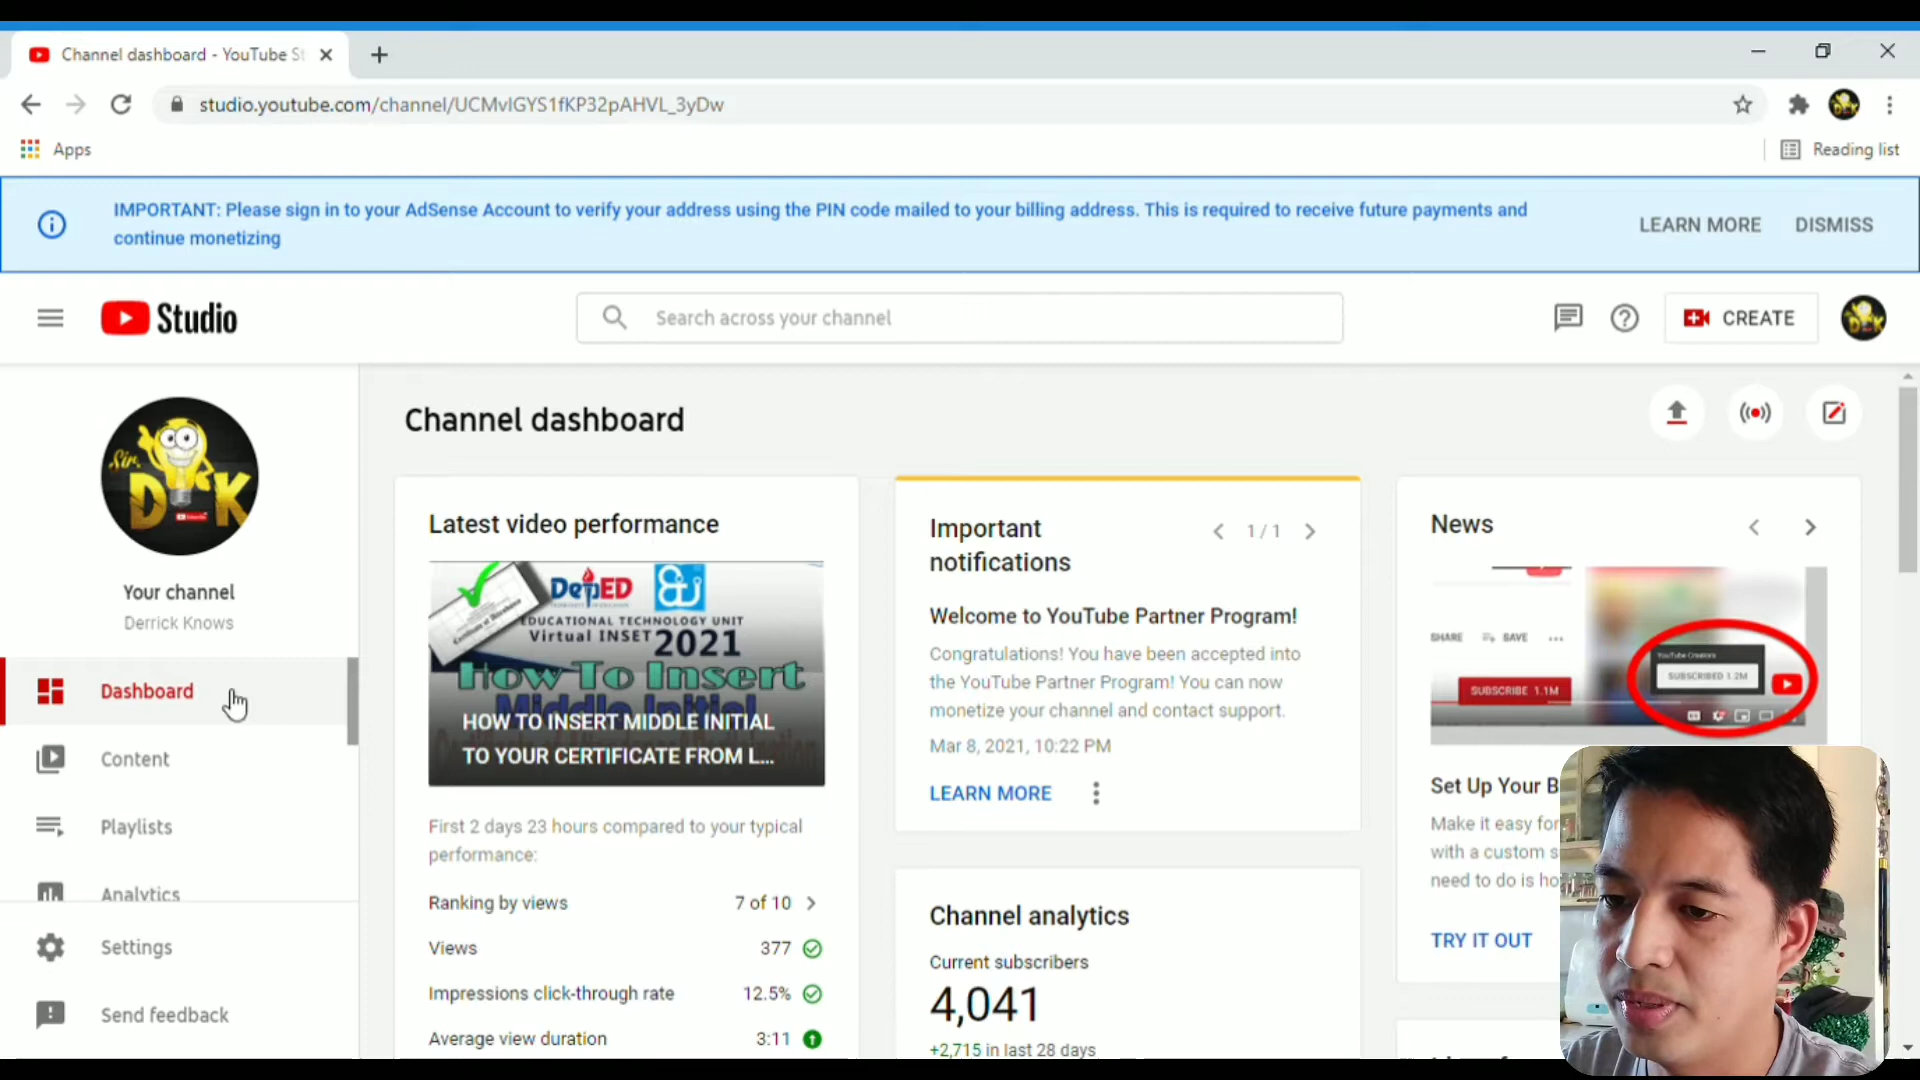 Channel dashboard - YouTube St
studio.youtube.com/channel/UCMvIGYS1fKP32pAHVL_3yDw
Apps
Reading list
IMPORTANT: Please sign in to your AdSense Account to verify your address using the PIN code mailed to your billing address. This is required to receive future payments and
continue monetizing
LEARN MORE
DISMISS
Studio
Search across your channel
CREATE
Sir.
D K
Your channel
Derrick Knows
Dashboard
Content
Playlists
Analytics
Settings
Send feedback
Channel dashboard
Latest video performance
DepED
EDUCATIONAL TECHNOLOGY UNIT
Virtual INSET 2021
How To Insert
Middle Initial
HOW TO INSERT MIDDLE INITIAL
TO YOUR CERTIFICATE FROM L...
First 2 days 23 hours compared to your typical
performance:
Ranking by views 7 of 10
Views 377
Impressions click-through rate 12.5%
Average view duration 3:11
Important
notifications
1 / 1
Welcome to YouTube Partner Program!
Congratulations! You have been accepted into
the YouTube Partner Program! You can now
monetize your channel and contact support.
Mar 8, 2021, 10:22 PM
LEARN MORE
Channel analytics
Current subscribers
4,041
+2,715 in last 28 days
News
SHARE SAVE
SUBSCRIBE 1.1M
YouTube Creators
SUBSCRIBED 1.2M
Set Up Your B
Make it easy for
with a custom s
need to do is ho
TRY IT OUT